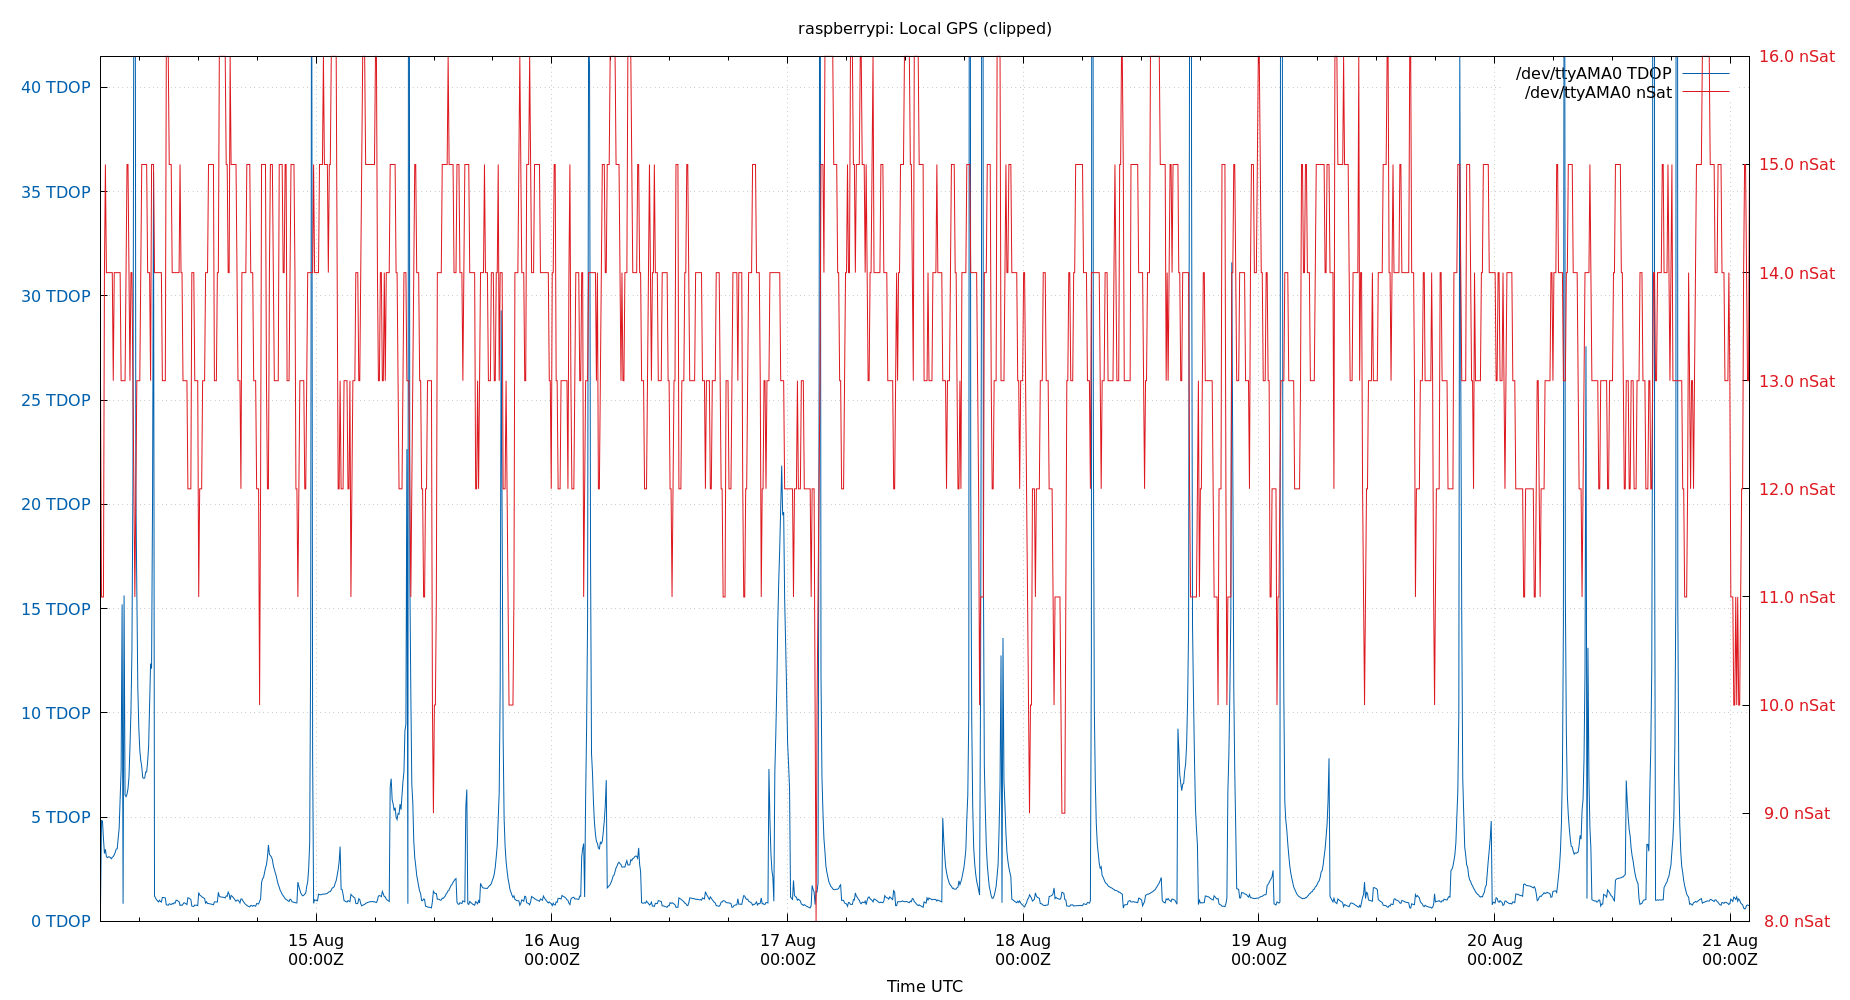 raspberrypi: Local GPS (clipped)
40 TDOP
35 TDOP
30 TDOP
25 TDOP
20 TDOP
15 TDOP
10 TDOP
5 TDOP
0 TDOP
16.0 nSat
15.0 nSat
14.0 nSat
13.0 nSat
12.0 nSat
11.0 nSat
10.0 nSat
9.0 nSat
8.0 nSat
/dev/ttyAMA0 TDOP
/dev/ttyAMA0 nSat
15 Aug
00:00Z
16 Aug
00:00Z
17 Aug
00:00Z
18 Aug
00:00Z
19 Aug
00:00Z
20 Aug
00:00Z
21 Aug
00:00Z
Time UTC